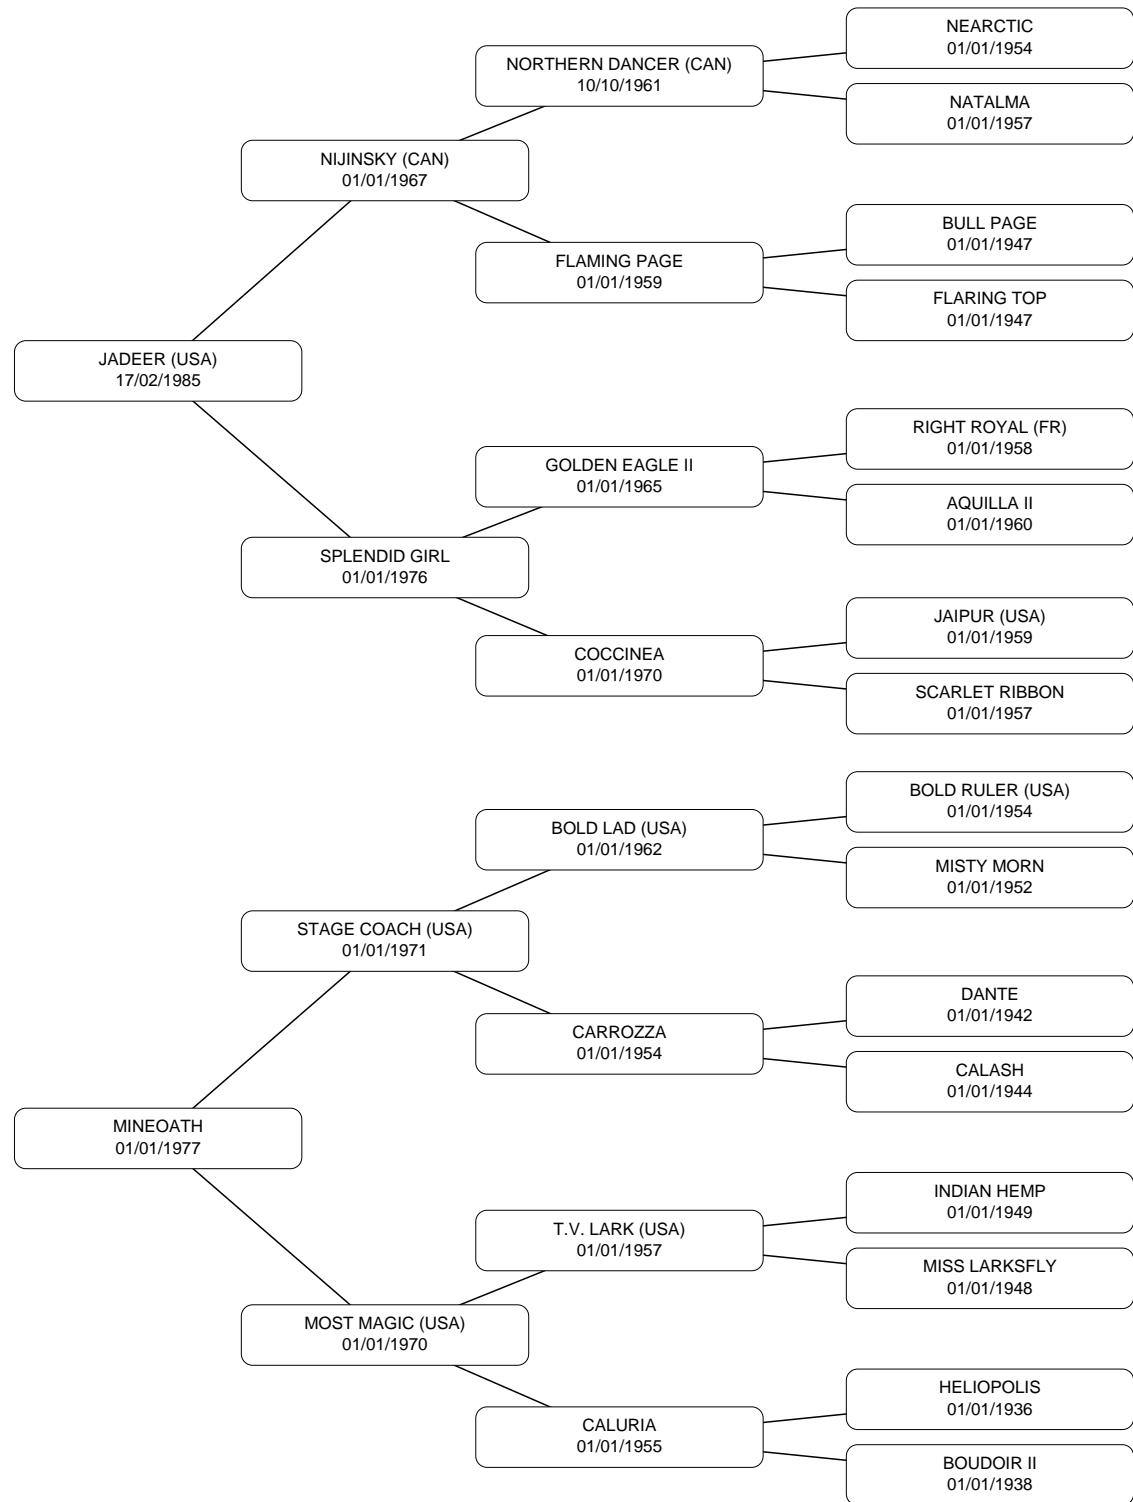 NEARCTIC
01/01/1954
NORTHERN DANCER (CAN)
10/10/1961
NATALMA
01/01/1957
NIJINSKY (CAN)
01/01/1967
BULL PAGE
01/01/1947
FLAMING PAGE
01/01/1959
FLARING TOP
01/01/1947
JADEER (USA)
17/02/1985
RIGHT ROYAL (FR)
01/01/1958
GOLDEN EAGLE II
01/01/1965
AQUILLA II
01/01/1960
SPLENDID GIRL
01/01/1976
JAIPUR (USA)
01/01/1959
COCCINEA
01/01/1970
SCARLET RIBBON
01/01/1957
BOLD RULER (USA)
01/01/1954
BOLD LAD (USA)
01/01/1962
MISTY MORN
01/01/1952
STAGE COACH (USA)
01/01/1971
DANTE
01/01/1942
CARROZZA
01/01/1954
CALASH
01/01/1944
MINEOATH
01/01/1977
INDIAN HEMP
01/01/1949
T.V. LARK (USA)
01/01/1957
MISS LARKSFLY
01/01/1948
MOST MAGIC (USA)
01/01/1970
HELIOPOLIS
01/01/1936
CALURIA
01/01/1955
BOUDOIR II
01/01/1938